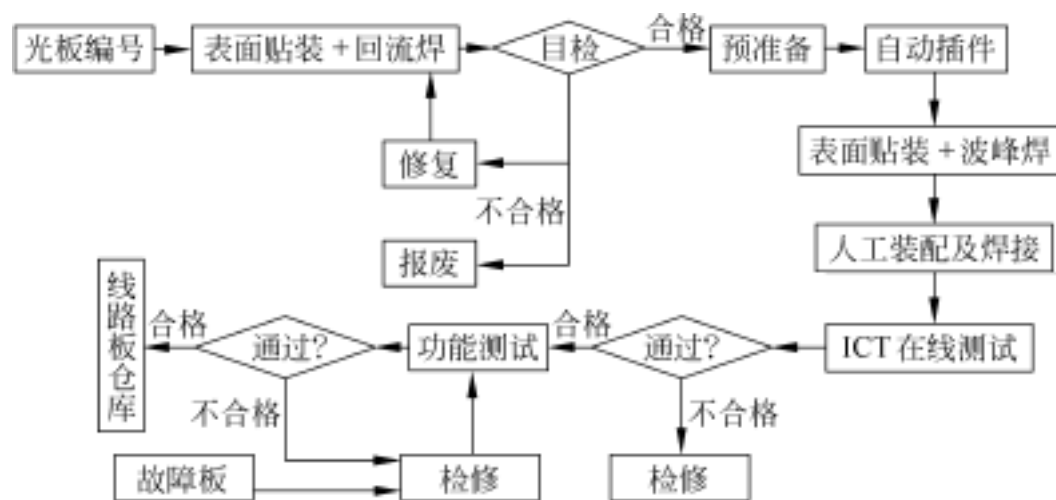 光板编号
表面贴装+回流焊
目检
合格
预准备
自动插件
修复
表面贴装+波峰焊
不合格
报废
人工装配及焊接
线路板仓库
合格
通过?
功能测试
合格
通过?
ICT在线测试
不合格
不合格
故障板
检修
检修